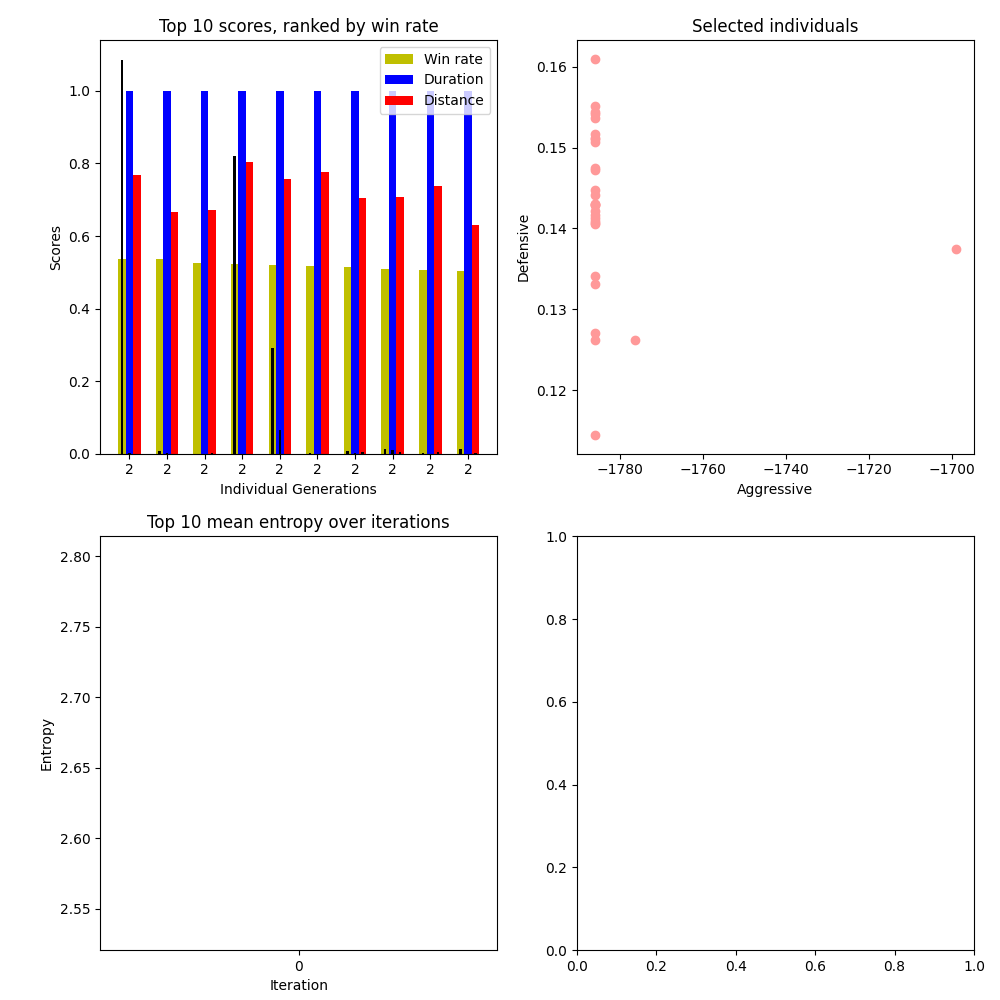 Top 10 scores, ranked by win rate
Win rate
Duration
Distance
1.0
0.8
0.6
0.4
0.2
0.0
Scores
2 2 2 2 2 2 2 2 2 2
Individual Generations
Selected individuals
0.16
0.15
0.14
0.13
0.12
Defensive
−1780 −1760 −1740 −1720 −1700
Aggressive
Top 10 mean entropy over iterations
2.80
2.75
2.70
2.65
2.60
2.55
Entropy
0
Iteration
1.0
0.8
0.6
0.4
0.2
0.0
0.0 0.2 0.4 0.6 0.8 1.0